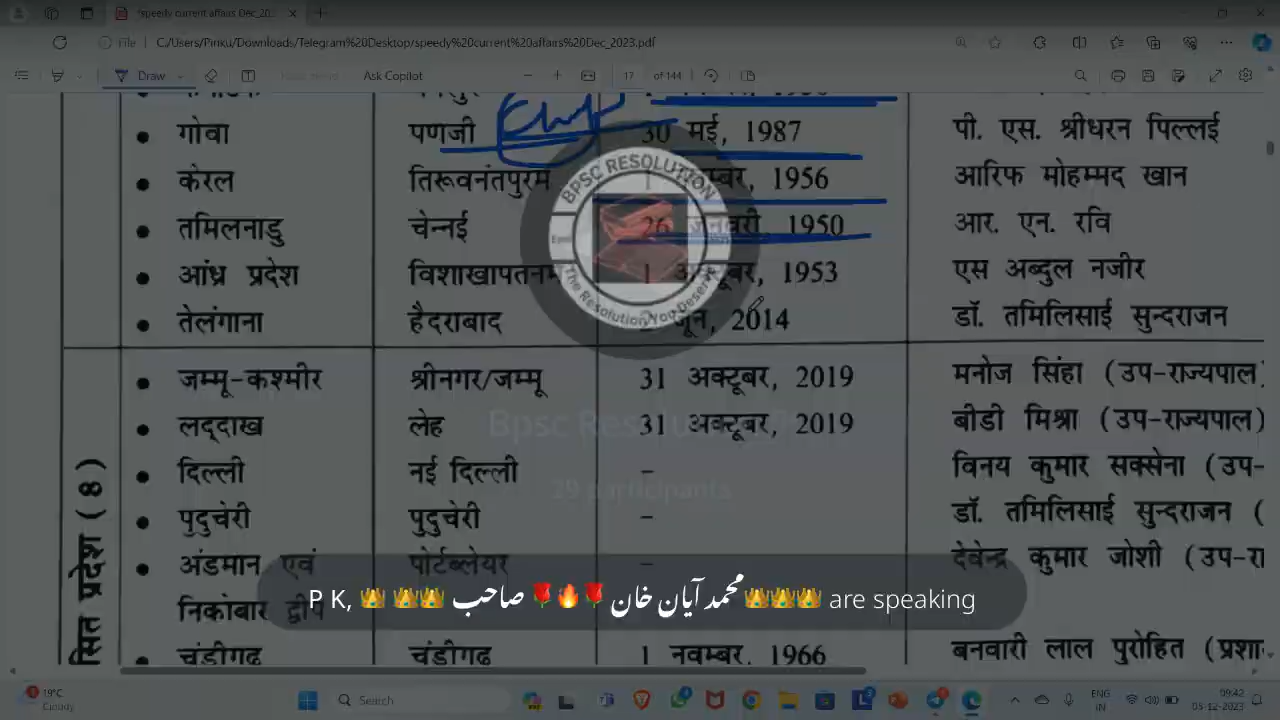 speedy current affairs Dec_20...
File C:/Users/Pinku/Downloads/Telegram%20Desktop/speedy%20current%20affairs%20Dec_2023.pdf
Draw Ask Copilot 17 of 144
गोवा पणजी 30 मई, 1987 पी. एस. श्रीधरन पिल्लई
केरल तिरूवनंतपुरम 1956 आरिफ मोहम्मद खान
तमिलनाडु चेन्नई 26 जनवरी, 1950 आर. एन. रवि
आंध्र प्रदेश विशाखापतनम 1 1953 एस अब्दुल नजीर
तेलंगाना हैदराबाद जून, 2014 डॉ. तमिलिसाई सुन्दराजन
BPSC RESOLUTION
The Resolution You Deserve
जम्मू-कश्मीर श्रीनगर/जम्मू 31 अक्टूबर, 2019 मनोज सिंहा (उप-राज्यपाल)
लद्दाख लेह 31 अक्टूबर, 2019 बीडी मिश्रा (उप-राज्यपाल)
Bpsc Resolution
दिल्ली नई दिल्ली – विनय कुमार सक्सेना (उप-
29 participants
पुदुचेरी पुदुचेरी – डॉ. तमिलिसाई सुन्दराजन (
अंडमान एवं पोर्टब्लेयर – देवेन्द्र कुमार जोशी (उप-रा
निकोबार द्वीप
चंडीगढ़ चंडीगढ़ 1 नवम्बर, 1966 बनवारी लाल पुरोहित (प्रशा
सित प्रदेश (8)
P K, 👑 👑👑 صاحب 🌹🔥🌹محمد آیان خان👑👑👑 are speaking
19°C
Cloudy
Search
ENG
IN
09:42
05-12-2023